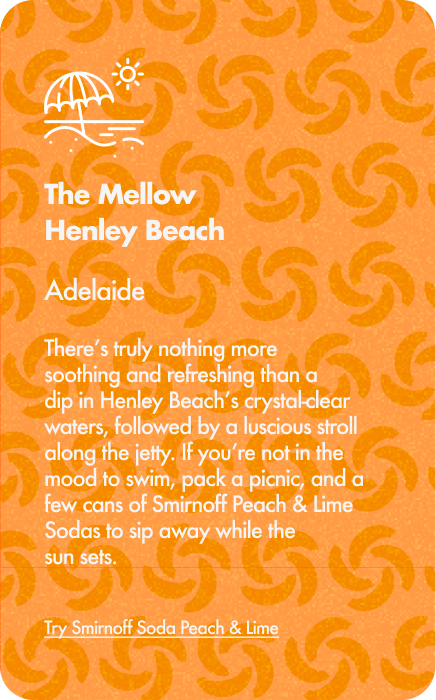 The Mellow
Henley Beach
Adelaide
There's truly nothing more
soothing and refreshing than a
dip in Henley Beach's crystal-clear
waters, followed by a luscious stroll
along the jetty. If you're not in the
mood to swim, pack a picnic, and a
few cans of Smirnoff Peach & Lime
Sodas to sip away while the
sun sets.
Try Smirnoff Soda Peach & Lime